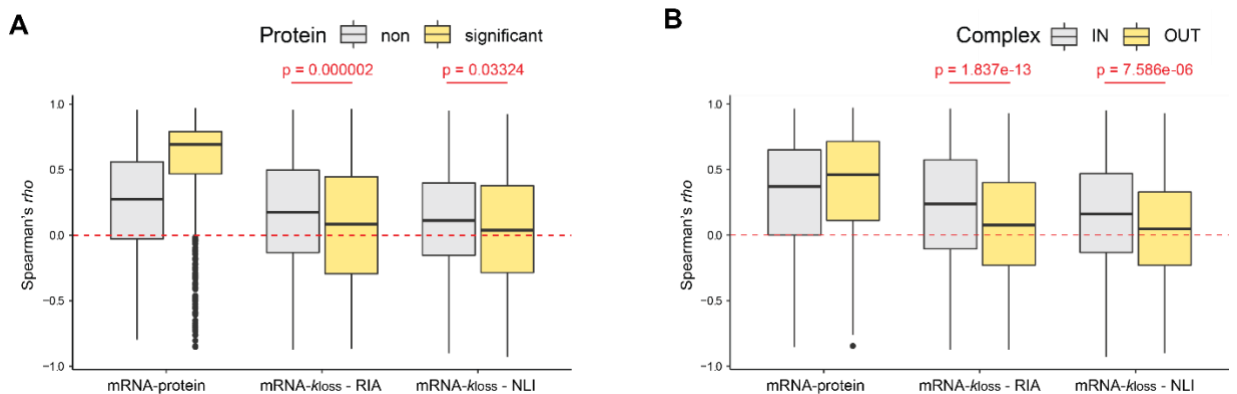 A
Protein non significant
p = 0.000002 p = 0.03324
1.0
0.5
0.0
−0.5
−1.0
Spearman's rho
mRNA-protein mRNA-kloss - RIA mRNA-kloss - NLI
B
Complex IN OUT
p = 1.837e-13 p = 7.586e-06
1.0
0.5
0.0
−0.5
−1.0
Spearman's rho
mRNA-protein mRNA-kloss - RIA mRNA-kloss - NLI